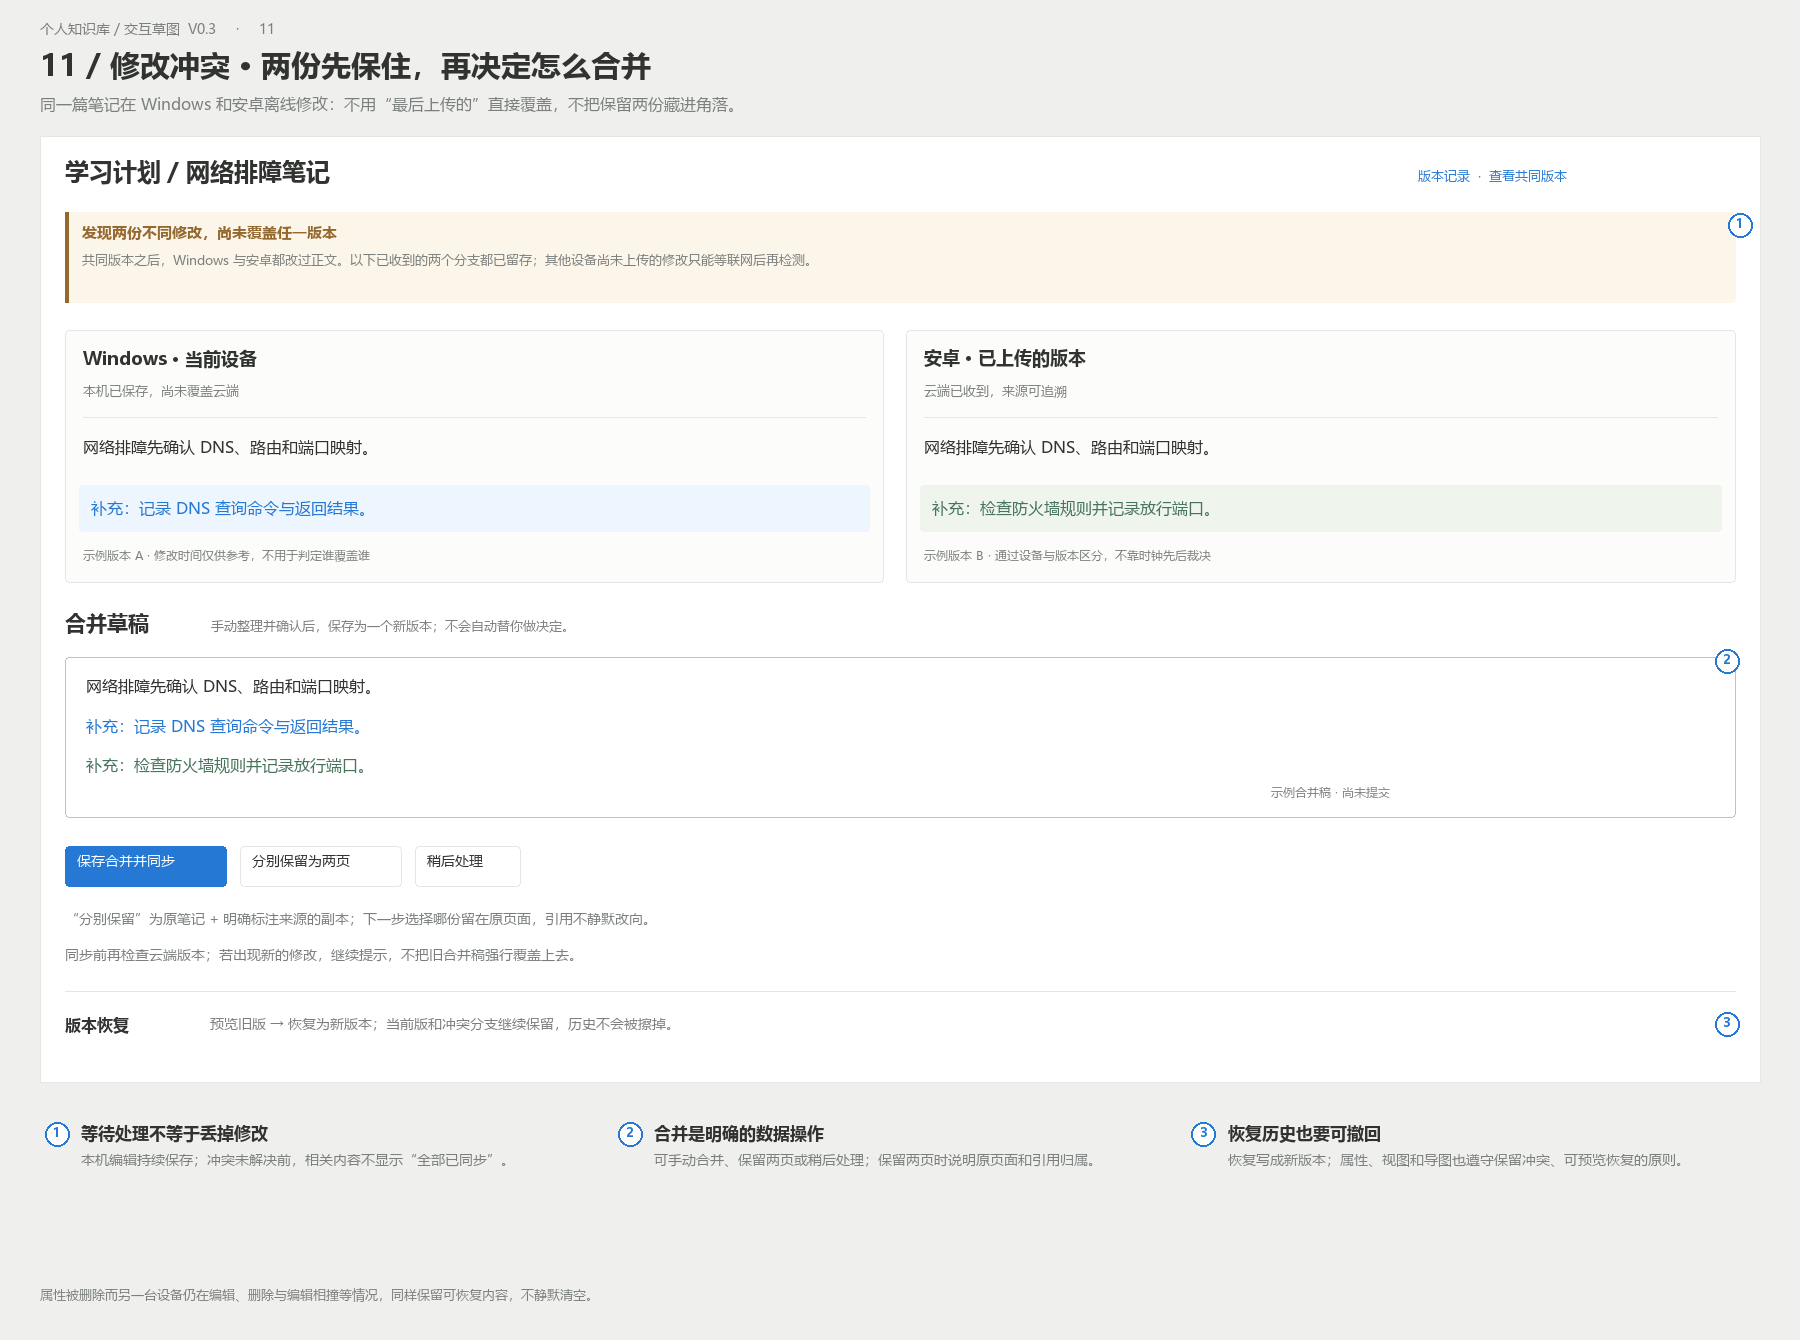 个人知识库 / 交互草图 V0.3 · 11
11 / 修改冲突 • 两份先保住，再决定怎么合并
同一篇笔记在 Windows 和安卓离线修改：不用“最后上传的”直接覆盖，不把保留两份藏进角落。
学习计划 / 网络排障笔记
版本记录 · 查看共同版本
发现两份不同修改，尚未覆盖任一版本
1
共同版本之后，Windows 与安卓都改过正文。以下已收到的两个分支都已留存；其他设备尚未上传的修改只能等联网后再检测。
Windows • 当前设备
本机已保存，尚未覆盖云端
网络排障先确认 DNS、路由和端口映射。
补充：记录 DNS 查询命令与返回结果。
示例版本 A · 修改时间仅供参考，不用于判定谁覆盖谁
安卓 • 已上传的版本
云端已收到，来源可追溯
网络排障先确认 DNS、路由和端口映射。
补充：检查防火墙规则并记录放行端口。
示例版本 B · 通过设备与版本区分，不靠时钟先后裁决
合并草稿
手动整理并确认后，保存为一个新版本；不会自动替你做决定。
2
网络排障先确认 DNS、路由和端口映射。
补充：记录 DNS 查询命令与返回结果。
补充：检查防火墙规则并记录放行端口。
示例合并稿 · 尚未提交
保存合并并同步
分别保留为两页
稍后处理
“分别保留”为原笔记 + 明确标注来源的副本；下一步选择哪份留在原页面，引用不静默改向。
同步前再检查云端版本；若出现新的修改，继续提示，不把旧合并稿强行覆盖上去。
版本恢复
预览旧版 → 恢复为新版本；当前版和冲突分支继续保留，历史不会被擦掉。
3
1
等待处理不等于丢掉修改
本机编辑持续保存；冲突未解决前，相关内容不显示“全部已同步”。
2
合并是明确的数据操作
可手动合并、保留两页或稍后处理；保留两页时说明原页面和引用归属。
3
恢复历史也要可撤回
恢复写成新版本；属性、视图和导图也遵守保留冲突、可预览恢复的原则。
属性被删除而另一台设备仍在编辑、删除与编辑相撞等情况，同样保留可恢复内容，不静默清空。